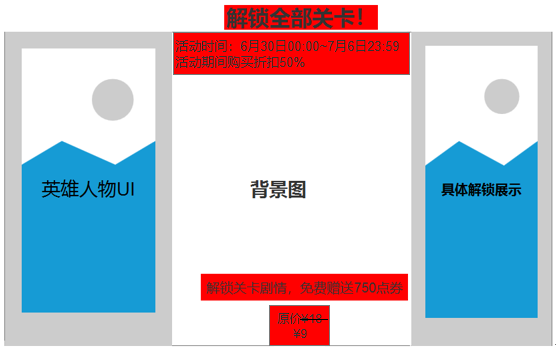 解锁全部关卡！
活动时间：6月30日00:00~7月6日23:59
活动期间购买折扣50%
英雄人物UI
背景图
具体解锁展示
解锁关卡剧情，免费赠送750点券
原价¥18
¥9